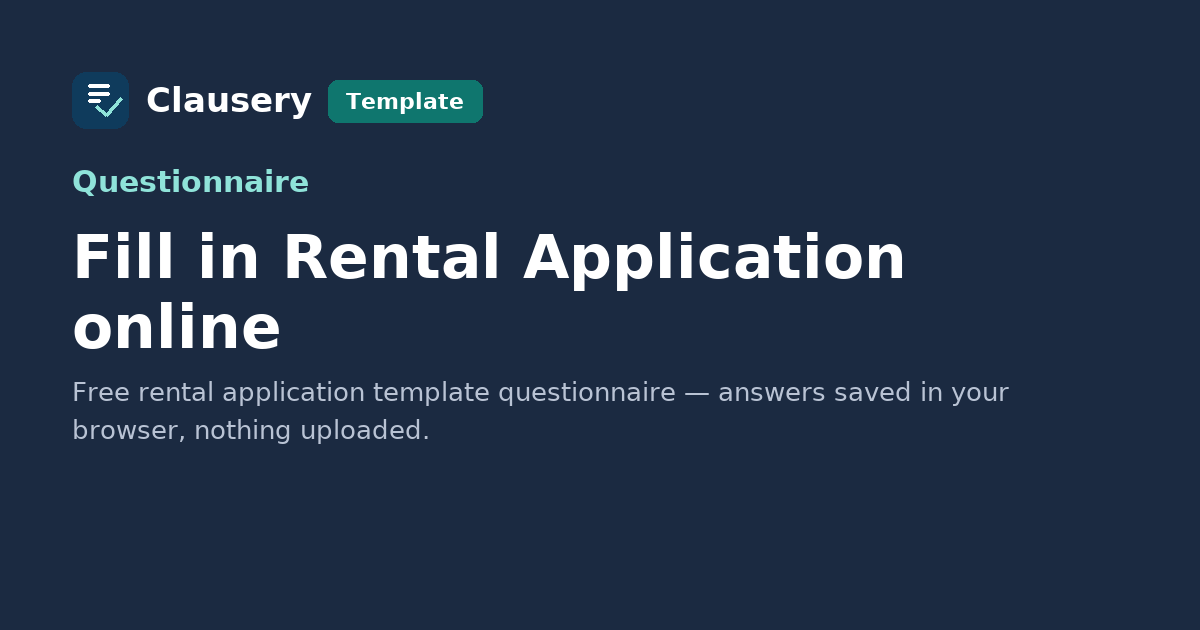 Clausery Template
Questionnaire
Fill in Rental Application
online
Free rental application template questionnaire — answers saved in your
browser, nothing uploaded.